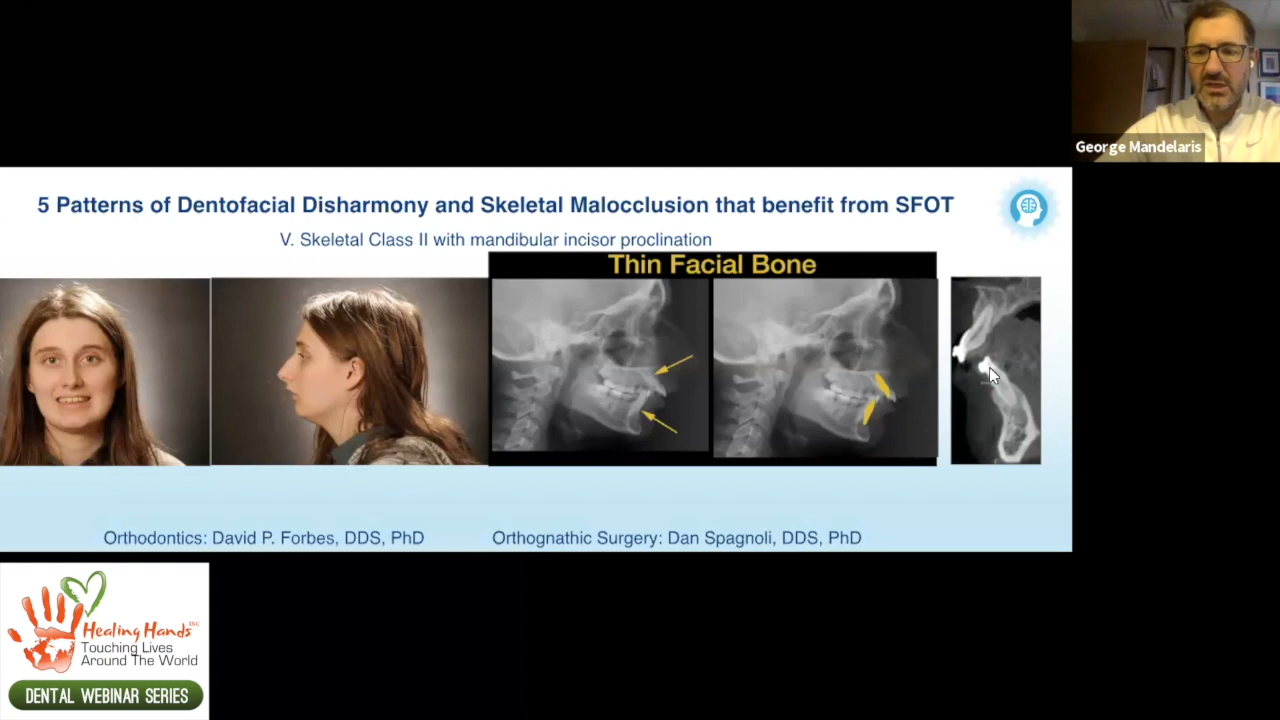 George Mandelaris
5 Patterns of Dentofacial Disharmony and Skeletal Malocclusion that benefit from SFOT
V. Skeletal Class II with mandibular incisor proclination
Thin Facial Bone
Orthodontics: David P. Forbes, DDS, PhD
Orthognathic Surgery: Dan Spagnoli, DDS, PhD
Healing Hands INC
Touching Lives
Around The World
DENTAL WEBINAR SERIES